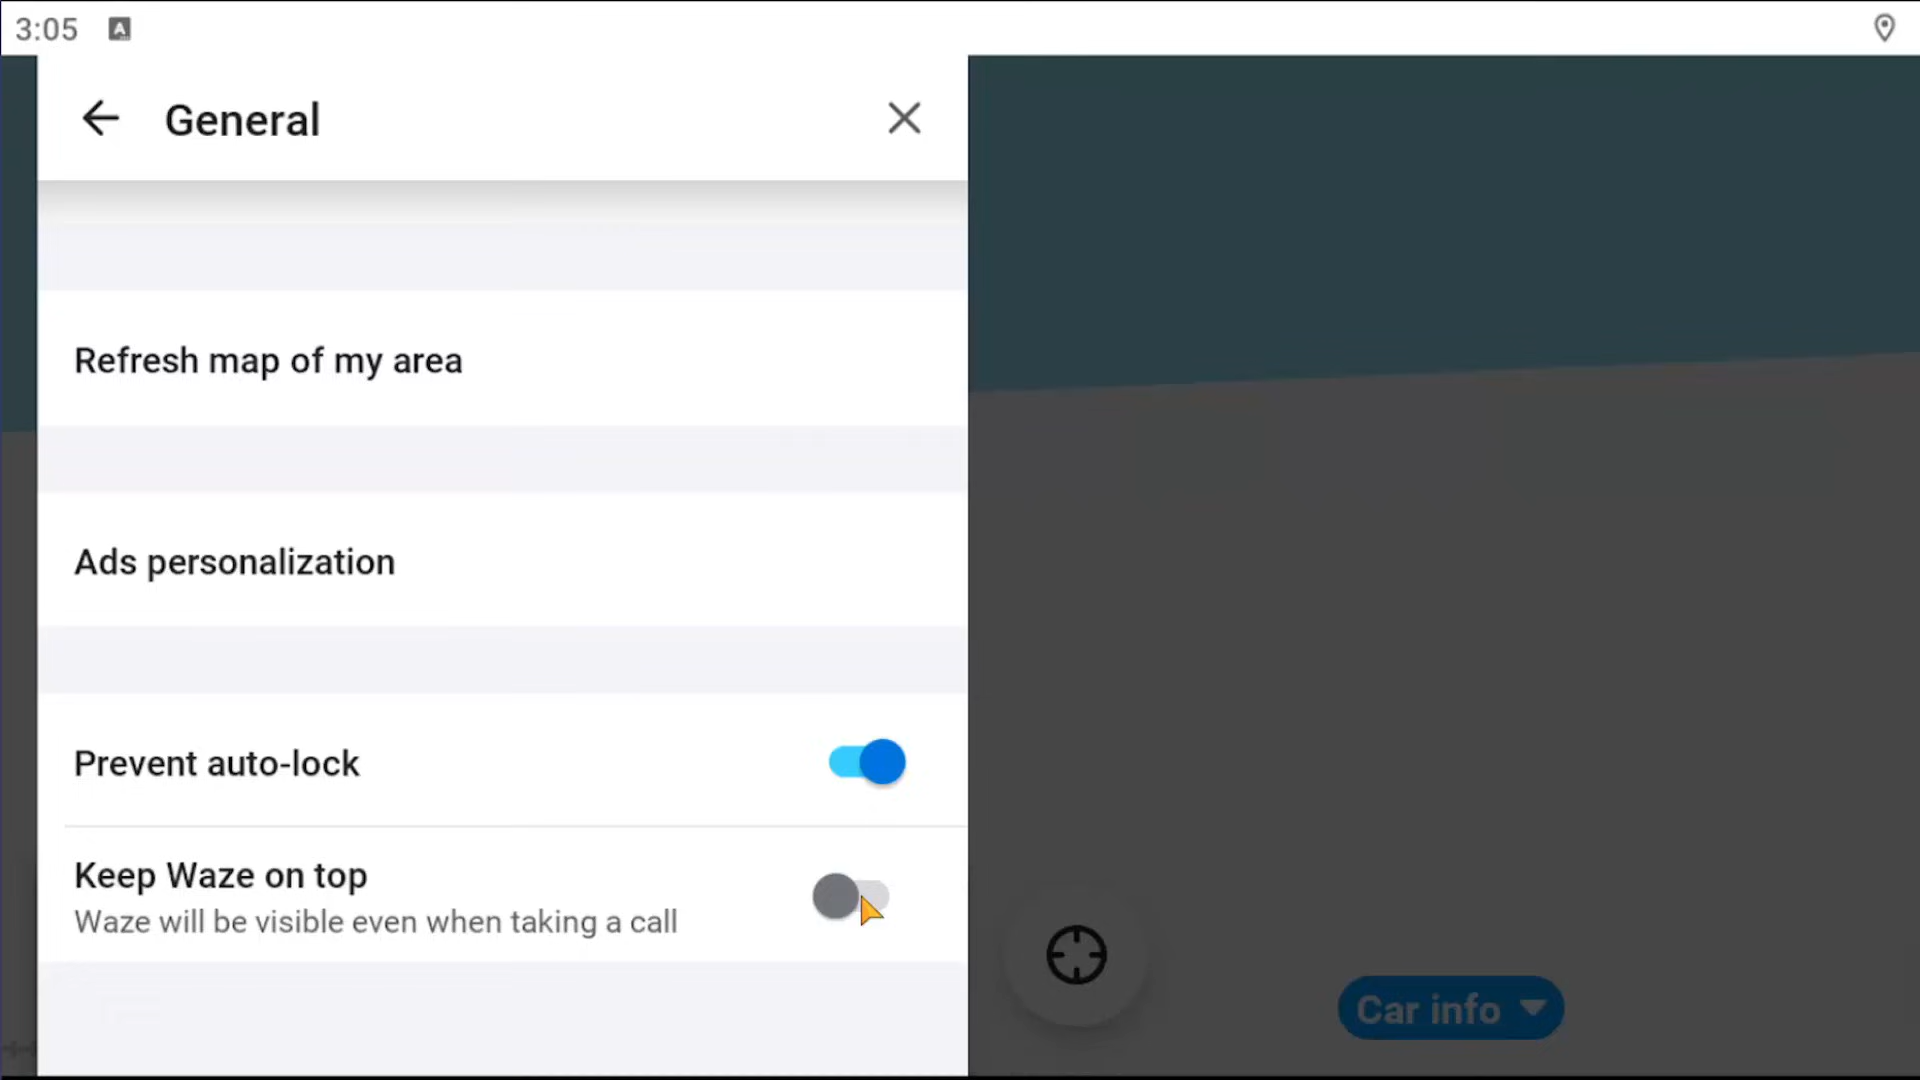 3:05
A
General
Refresh map of my area
Ads personalization
Prevent auto-lock
Keep Waze on top
Waze will be visible even when taking a call
Car info